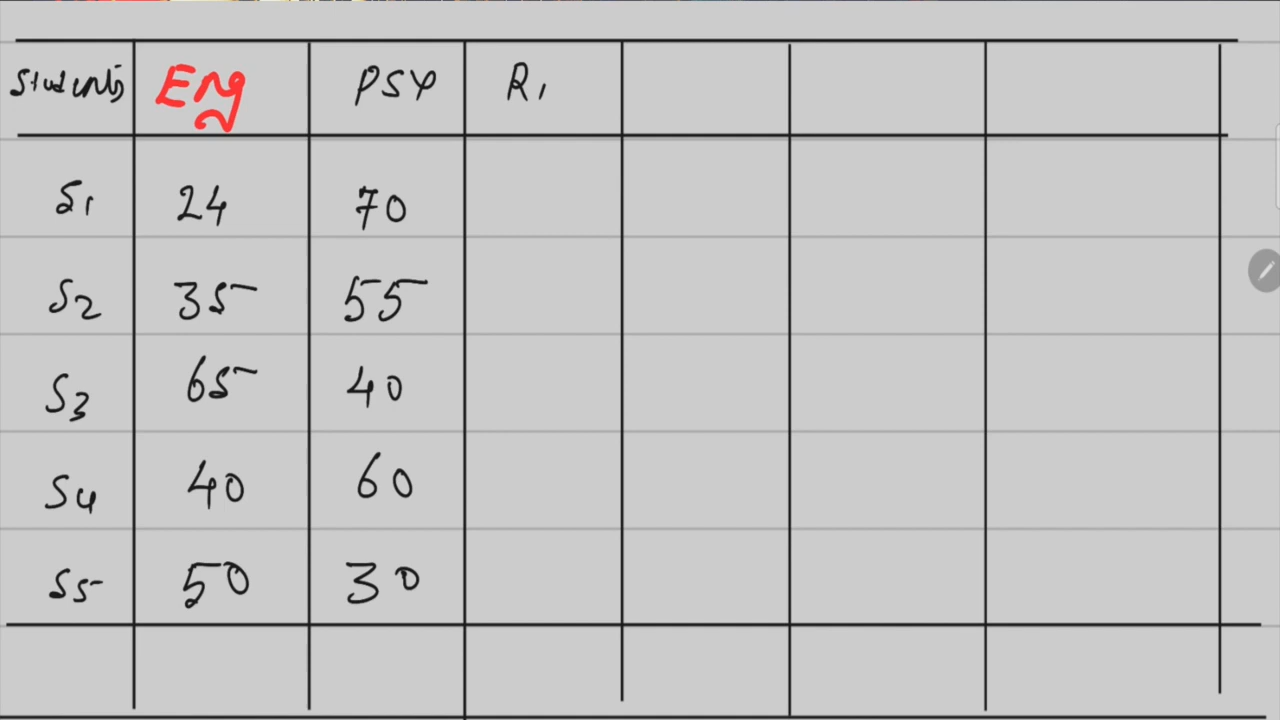 Students Eng PSY R1
S1 24 70
S2 35 55
S3 65 40
S4 40 60
S5 50 30